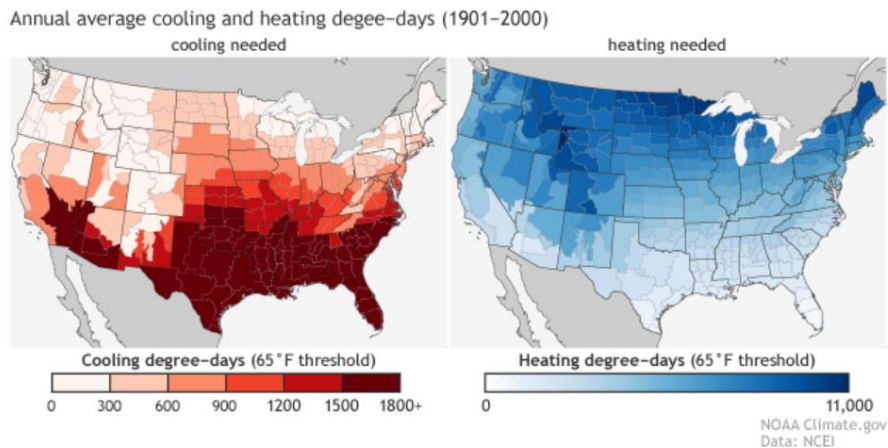 Annual average cooling and heating degee-days (1901-2000)
cooling needed
heating needed
Cooling degree-days (65°F threshold)
0 300 600 900 1200 1500 1800+
Heating degree-days (65°F threshold)
0 11,000
NOAA Climate.gov
Data: NCEI